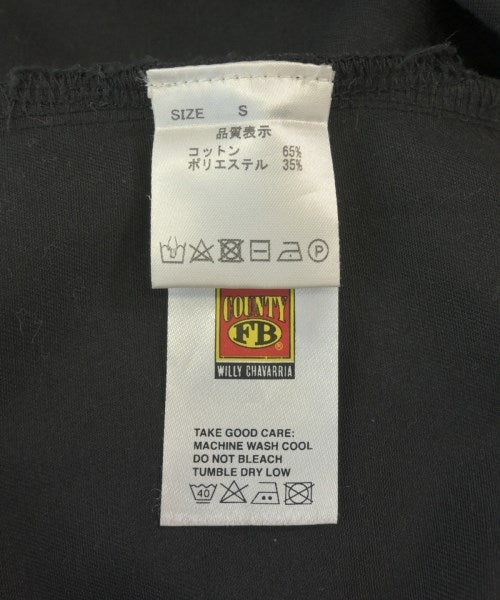 SIZE S
品質表示
コットン 65%
ポリエステル 35%
P
COUNTY
FB®
WILLY CHAVARRIA
TAKE GOOD CARE:
MACHINE WASH COOL
DO NOT BLEACH
TUMBLE DRY LOW
40